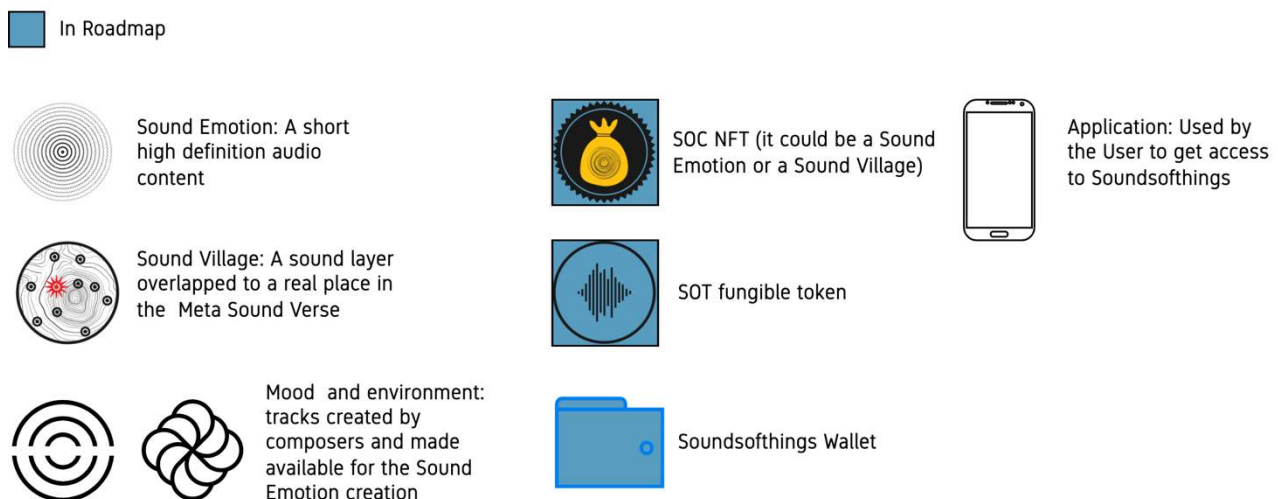 In Roadmap
Sound Emotion: A short
high definition audio
content
SOC NFT (it could be a Sound
Emotion or a Sound Village)
Application: Used by
the User to get access
to Soundsofthings
Sound Village: A sound layer
overlapped to a real place in
the Meta Sound Verse
SOT fungible token
Mood and environment:
tracks created by
composers and made
available for the Sound
Emotion creation
Soundsofthings Wallet